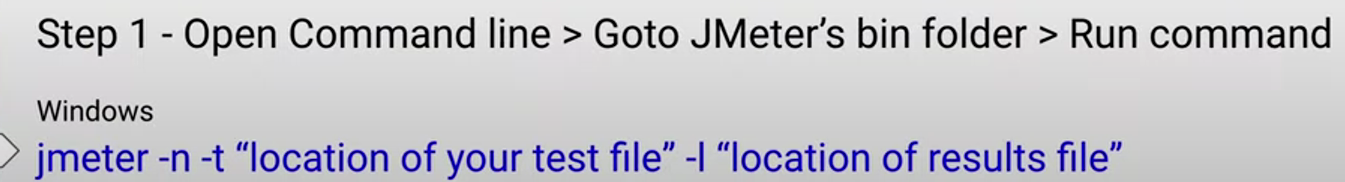 Step 1 - Open Command line > Goto JMeter’s bin folder > Run command
Windows
jmeter -n -t “location of your test file” -l “location of results file”